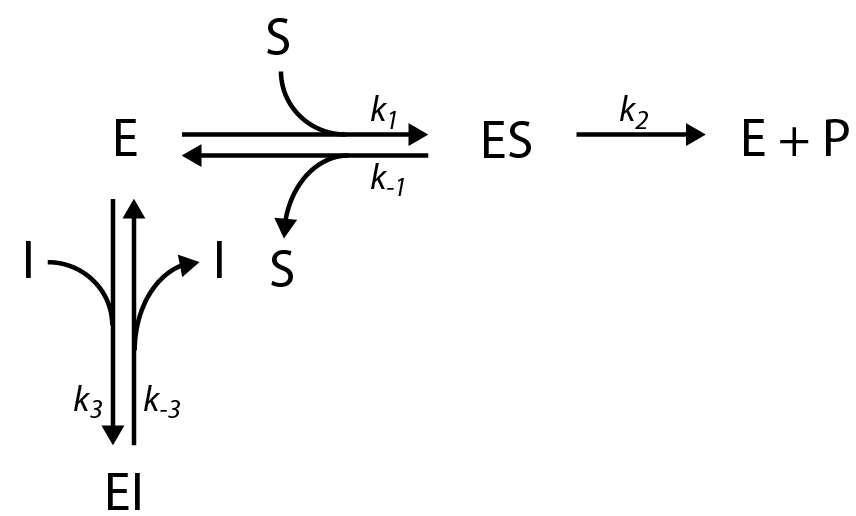 S
k1
E ES k2 E + P
k-1
I I S
k3 k-3
EI